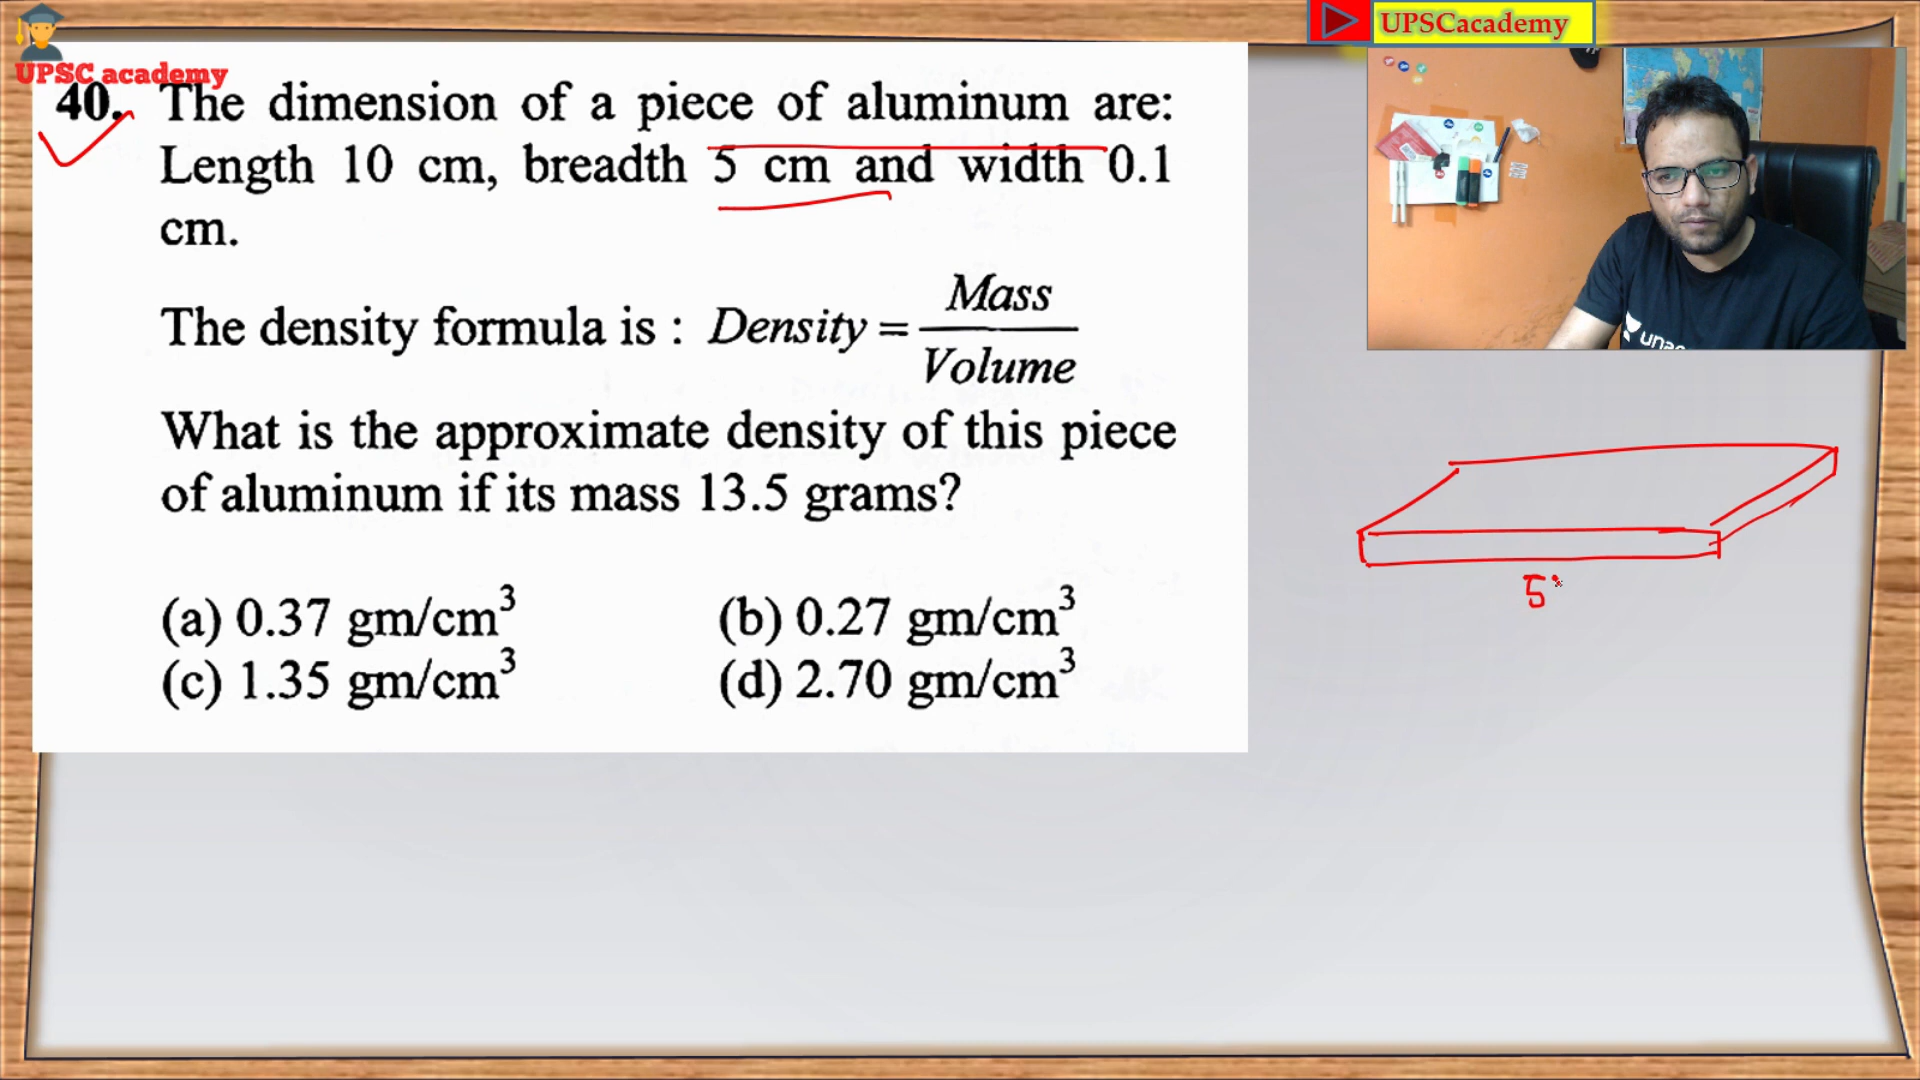 UPSCacademy
UPSC academy
40. The dimension of a piece of aluminum are:
Length 10 cm, breadth 5 cm and width 0.1
cm.
The density formula is : Density = Mass / Volume
What is the approximate density of this piece
of aluminum if its mass 13.5 grams?
(a) 0.37 gm/cm³ (b) 0.27 gm/cm³
(c) 1.35 gm/cm³ (d) 2.70 gm/cm³
5